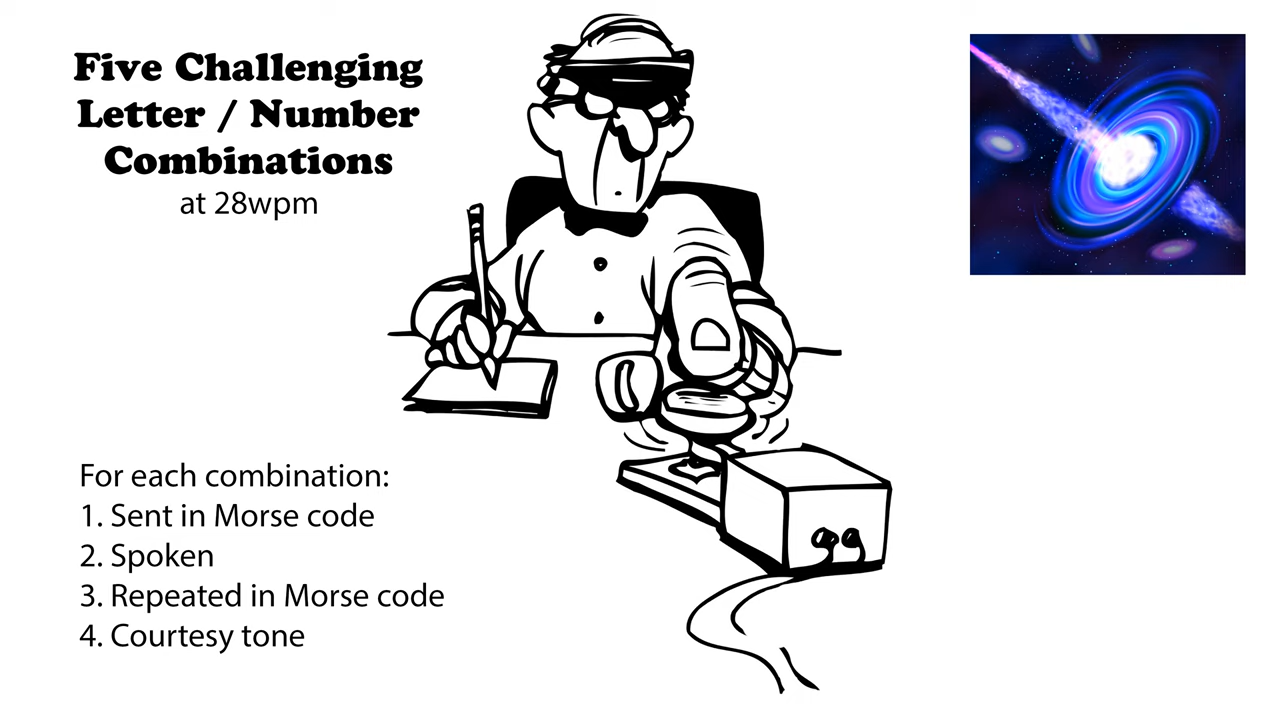 Five Challenging
Letter / Number
Combinations
at 28wpm
For each combination:
1. Sent in Morse code
2. Spoken
3. Repeated in Morse code
4. Courtesy tone